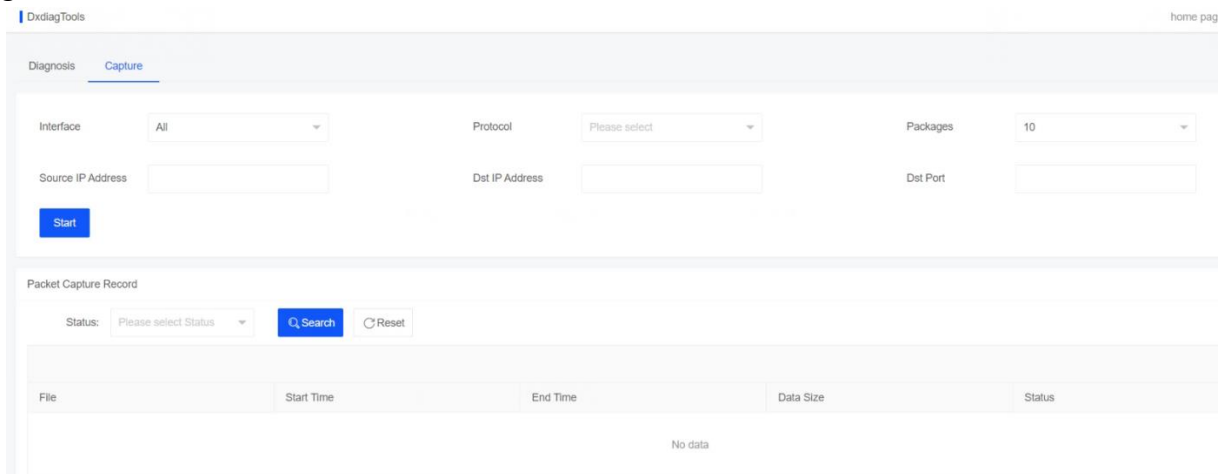 DxdiagTools home pag
Diagnosis Capture
Interface All Protocol Please select Packages 10
Source IP Address Dst IP Address Dst Port
Start
Packet Capture Record
Status: Please select Status Search Reset
File Start Time End Time Data Size Status
No data